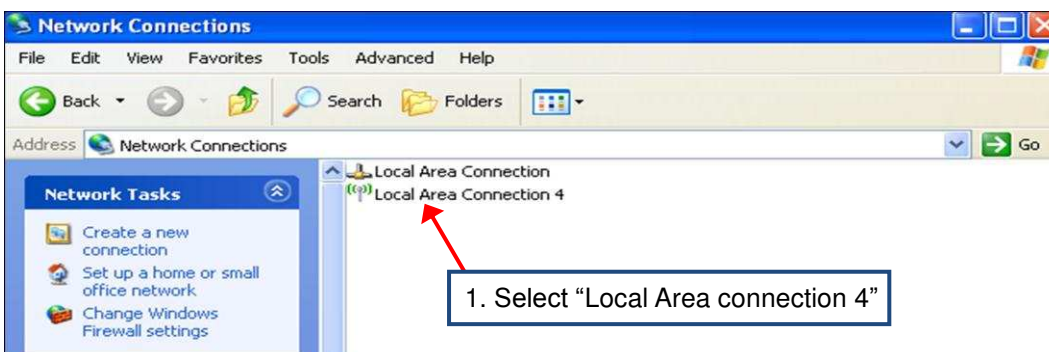 Network Connections
File Edit View Favorites Tools Advanced Help
Back Search Folders
Address Network Connections Go
Network Tasks
Create a new
connection
Set up a home or small
office network
Change Windows
Firewall settings
Local Area Connection
Local Area Connection 4
1. Select “Local Area connection 4”